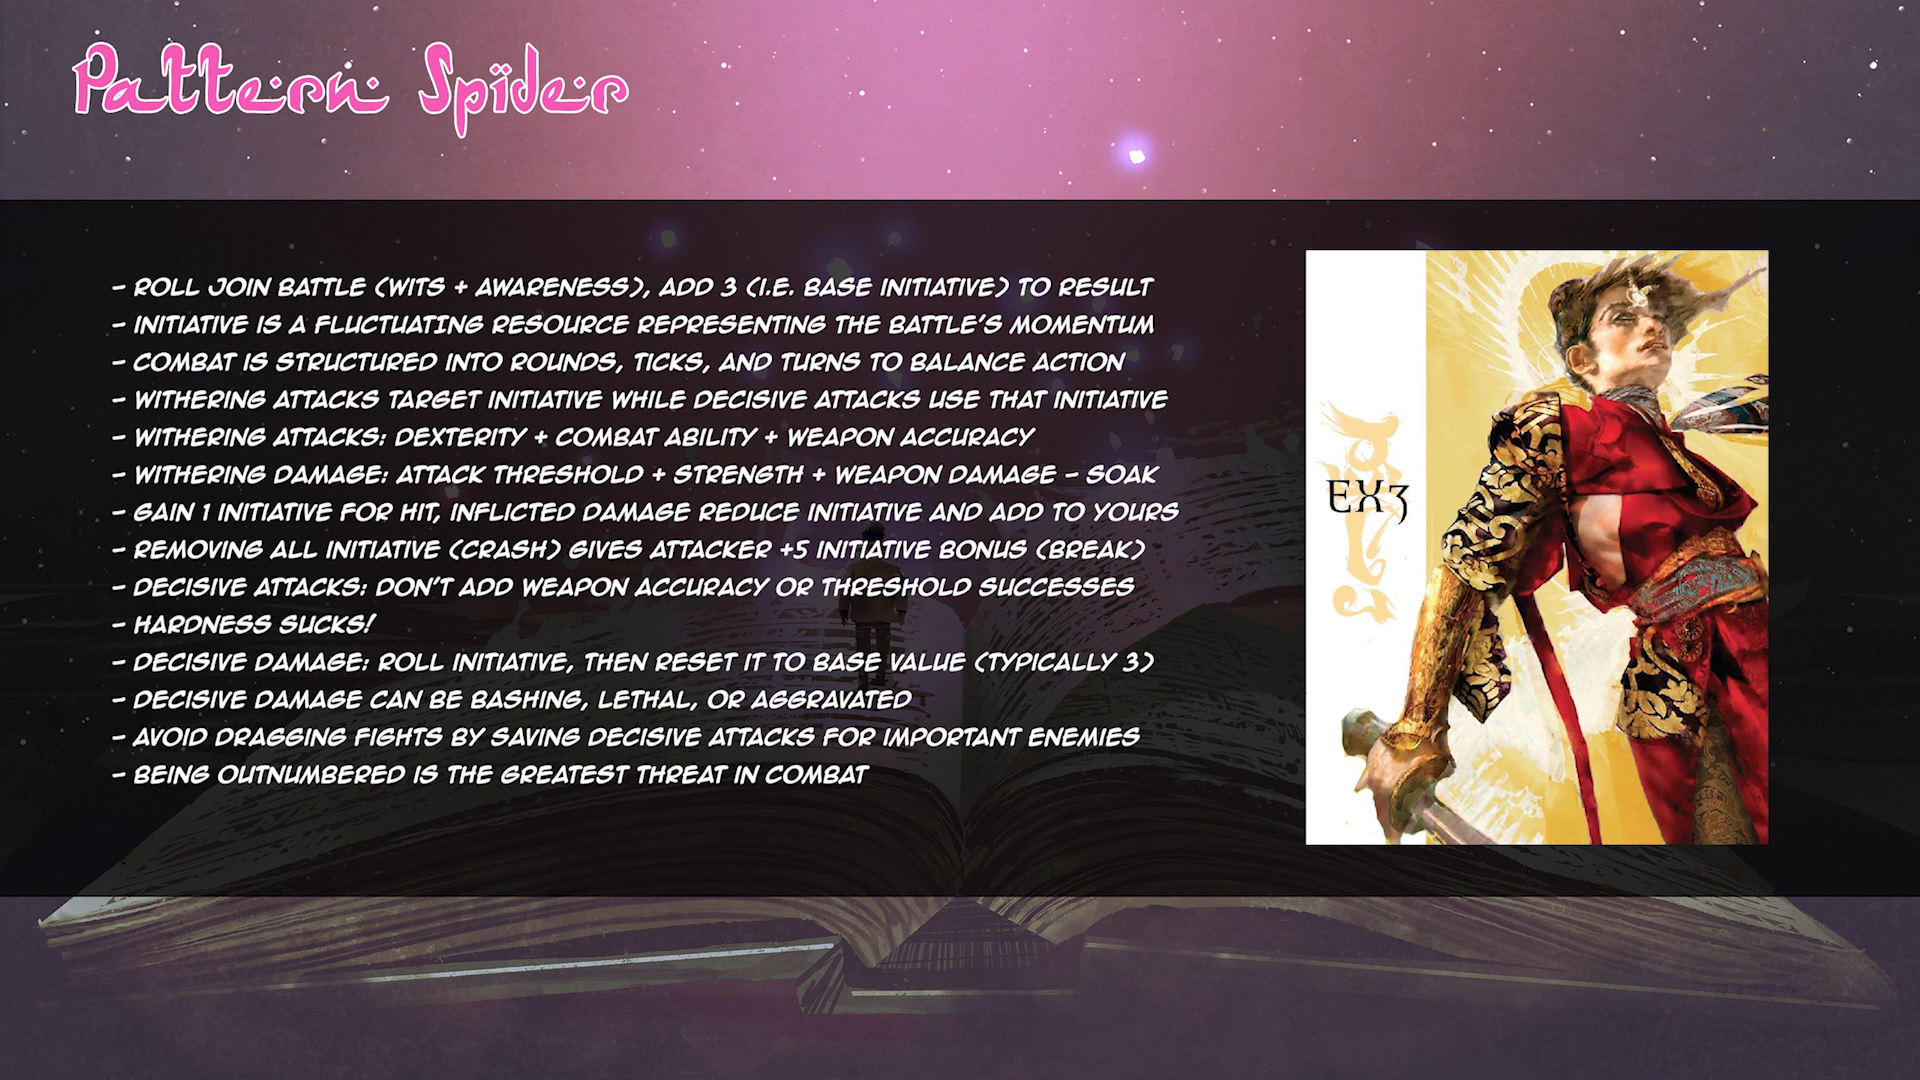 Pattern Spïder
- ROLL JOIN BATTLE (WITS + AWARENESS), ADD 3 (I.E. BASE INITIATIVE) TO RESULT
- INITIATIVE IS A FLUCTUATING RESOURCE REPRESENTING THE BATTLE'S MOMENTUM
- COMBAT IS STRUCTURED INTO ROUNDS, TICKS, AND TURNS TO BALANCE ACTION
- WITHERING ATTACKS TARGET INITIATIVE WHILE DECISIVE ATTACKS USE THAT INITIATIVE
- WITHERING ATTACKS: DEXTERITY + COMBAT ABILITY + WEAPON ACCURACY
- WITHERING DAMAGE: ATTACK THRESHOLD + STRENGTH + WEAPON DAMAGE - SOAK
- GAIN 1 INITIATIVE FOR HIT, INFLICTED DAMAGE REDUCE INITIATIVE AND ADD TO YOURS
- REMOVING ALL INITIATIVE (CRASH) GIVES ATTACKER +5 INITIATIVE BONUS (BREAK)
- DECISIVE ATTACKS: DON'T ADD WEAPON ACCURACY OR THRESHOLD SUCCESSES
- HARDNESS SUCKS!
- DECISIVE DAMAGE: ROLL INITIATIVE, THEN RESET IT TO BASE VALUE (TYPICALLY 3)
- DECISIVE DAMAGE CAN BE BASHING, LETHAL, OR AGGRAVATED
- AVOID DRAGGING FIGHTS BY SAVING DECISIVE ATTACKS FOR IMPORTANT ENEMIES
- BEING OUTNUMBERED IS THE GREATEST THREAT IN COMBAT
EX3